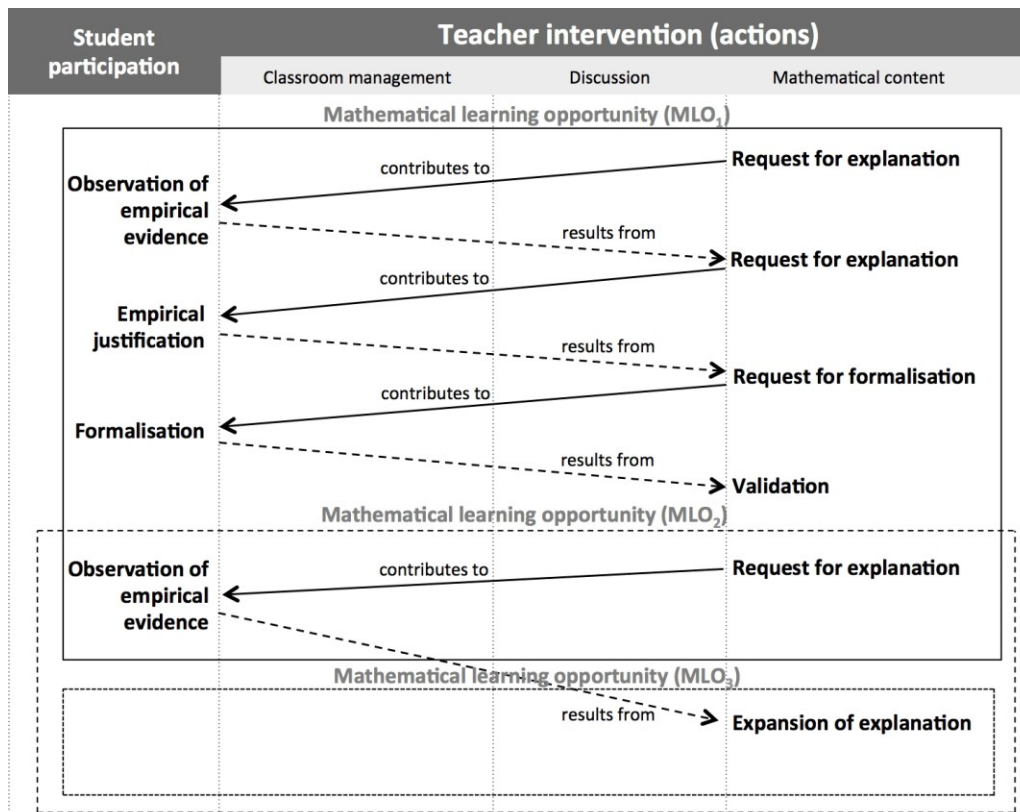 Student
participation
Teacher intervention (actions)
Classroom management
Discussion
Mathematical content
Mathematical learning opportunity (MLO₁)
Request for explanation
contributes to
Observation of
empirical
evidence
results from
Request for explanation
contributes to
Empirical
justification
results from
Request for formalisation
contributes to
Formalisation
results from
Validation
Mathematical learning opportunity (MLO₂)
Observation of
empirical
evidence
contributes to
Request for explanation
Mathematical learning opportunity (MLO₃)
results from
Expansion of explanation